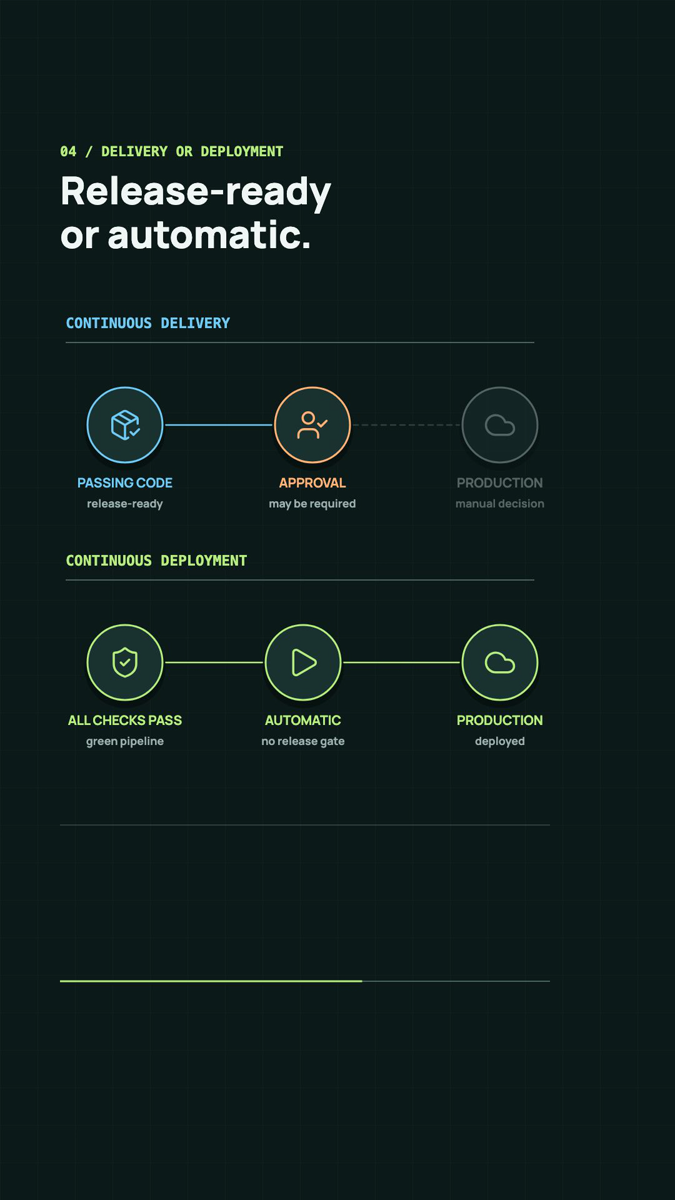 04 / DELIVERY OR DEPLOYMENT
Release-ready
or automatic.
CONTINUOUS DELIVERY
PASSING CODE
release-ready
APPROVAL
may be required
PRODUCTION
manual decision
CONTINUOUS DEPLOYMENT
ALL CHECKS PASS
green pipeline
AUTOMATIC
no release gate
PRODUCTION
deployed